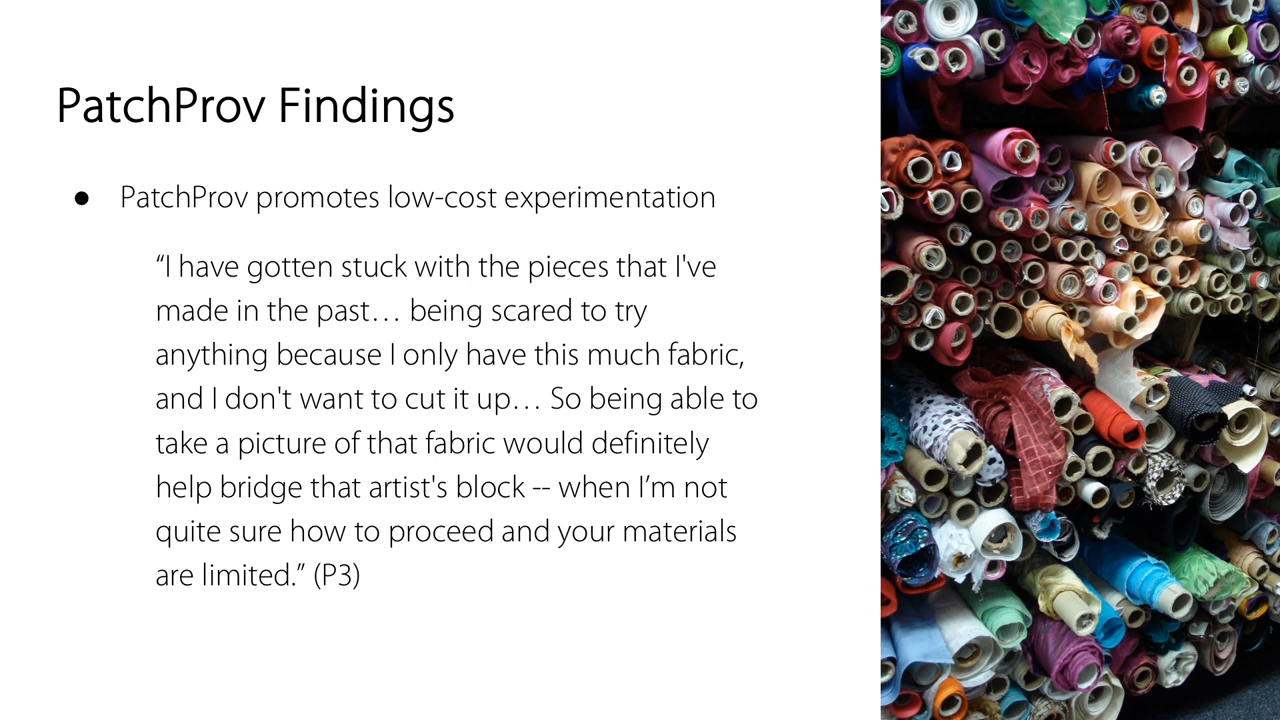 PatchProv Findings
● PatchProv promotes low-cost experimentation
“I have gotten stuck with the pieces that I've
made in the past… being scared to try
anything because I only have this much fabric,
and I don't want to cut it up… So being able to
take a picture of that fabric would definitely
help bridge that artist's block -- when I’m not
quite sure how to proceed and your materials
are limited.” (P3)